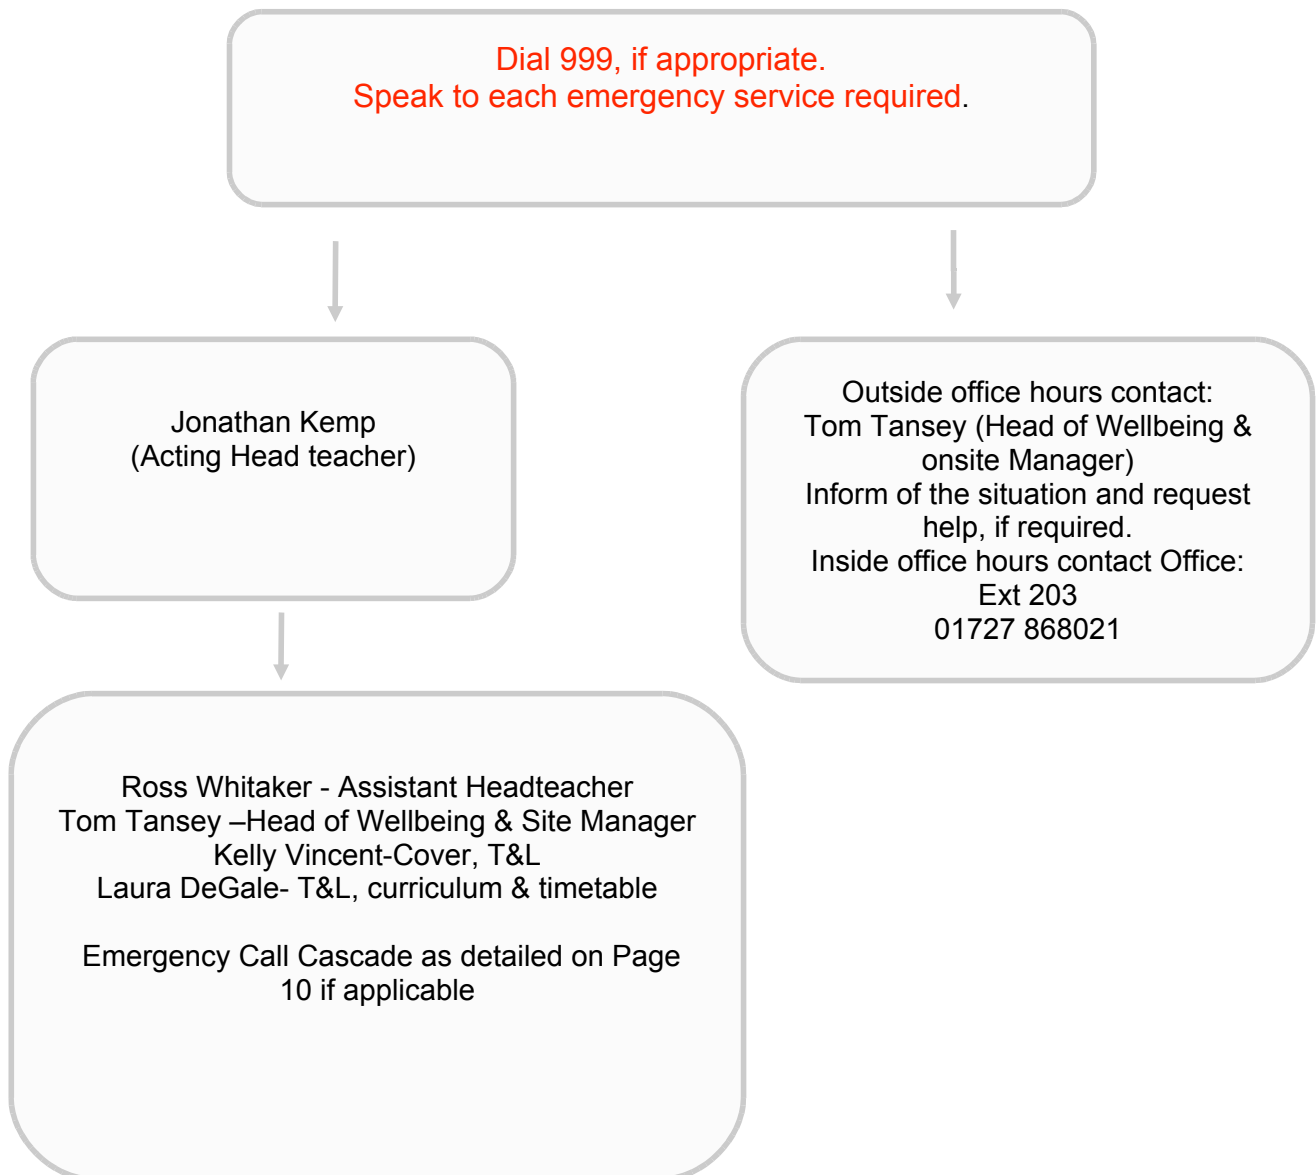 Dial 999, if appropriate.
Speak to each emergency service required.
Jonathan Kemp
(Acting Head teacher)
Outside office hours contact:
Tom Tansey (Head of Wellbeing &
onsite Manager)
Inform of the situation and request
help, if required.
Inside office hours contact Office:
Ext 203
01727 868021
Ross Whitaker - Assistant Headteacher
Tom Tansey –Head of Wellbeing & Site Manager
Kelly Vincent-Cover, T&L
Laura DeGale- T&L, curriculum & timetable
Emergency Call Cascade as detailed on Page
10 if applicable